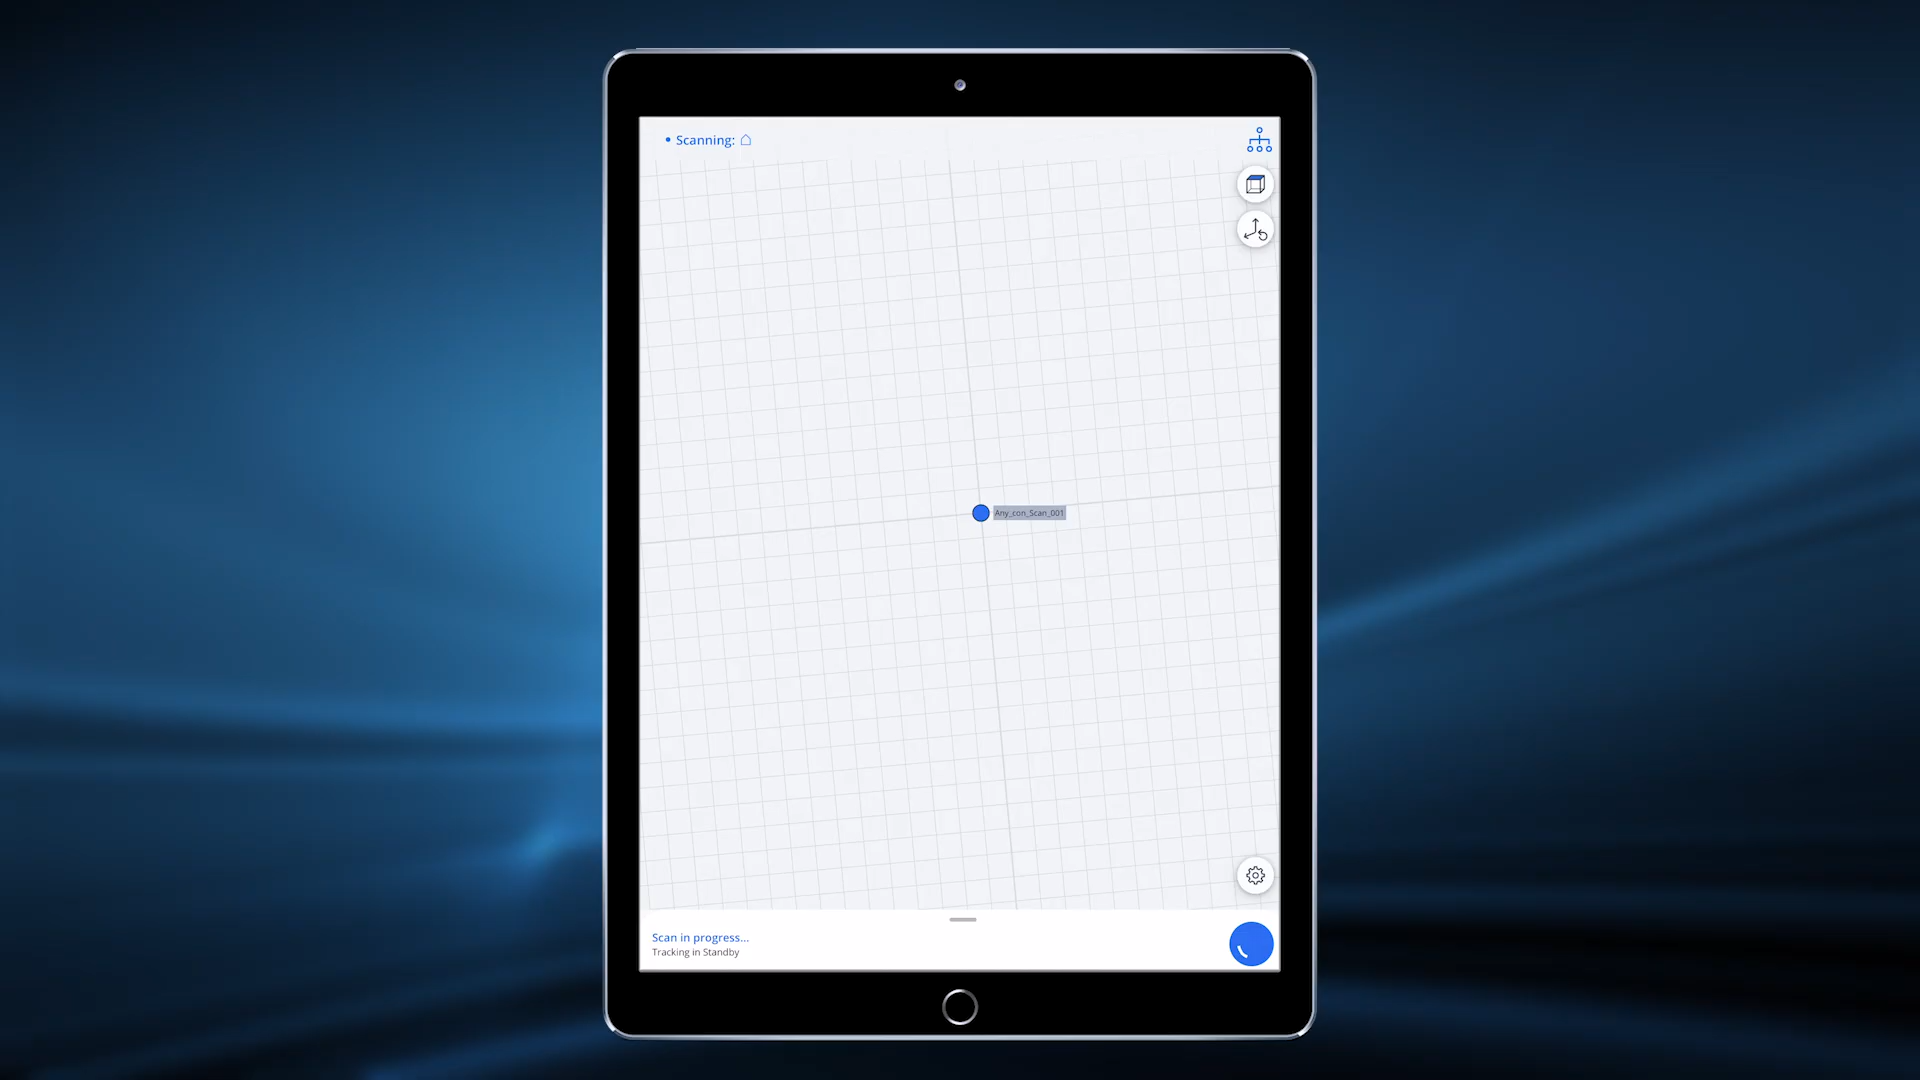 Scanning:
Any_con_Scan_001
Scan in progress...
Tracking in Standby